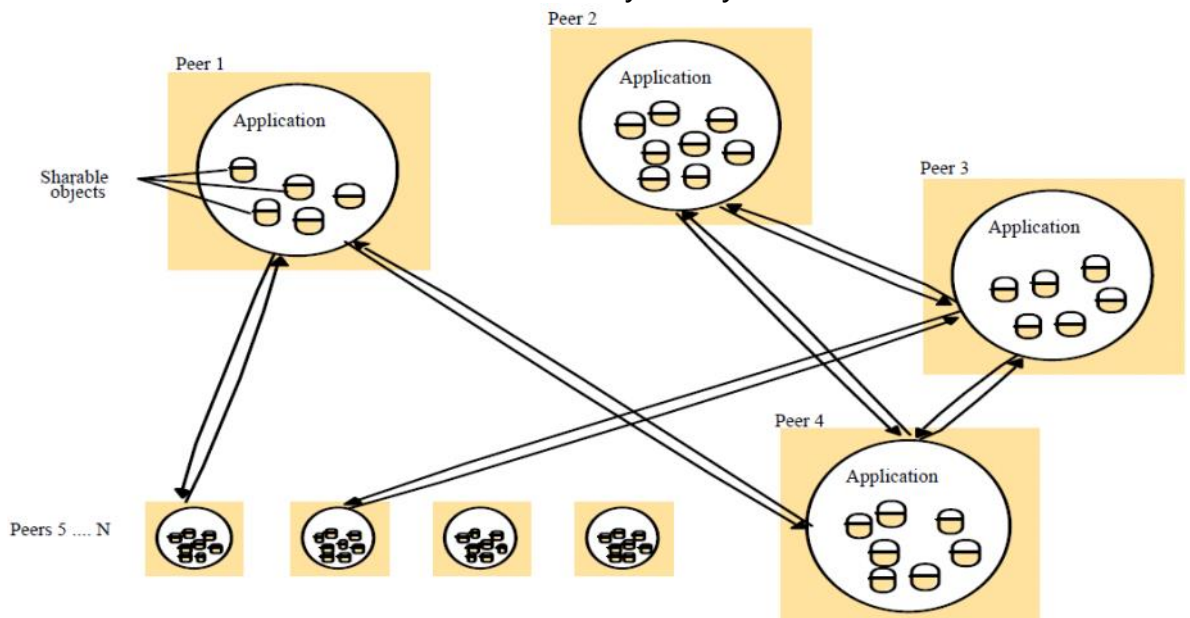 Peer 2
Peer 1
Application
Application
Sharable
objects
Peer 3
Application
Peer 4
Application
Peers 5 .... N